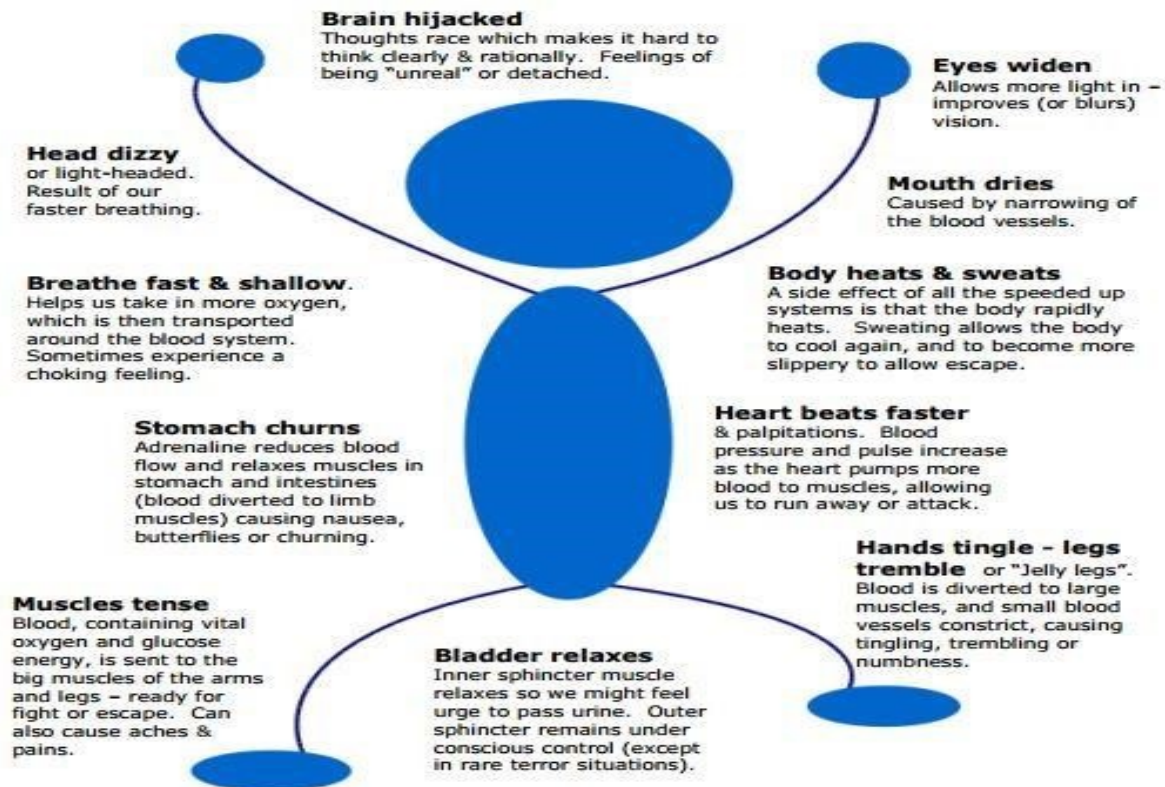 Brain hijacked
Thoughts race which makes it hard to
think clearly & rationally. Feelings of
being "unreal" or detached.
Eyes widen
Allows more light in –
improves (or blurs)
vision.
Head dizzy
or light-headed.
Result of our
faster breathing.
Mouth dries
Caused by narrowing of
the blood vessels.
Breathe fast & shallow.
Helps us take in more oxygen,
which is then transported
around the blood system.
Sometimes experience a
choking feeling.
Body heats & sweats
A side effect of all the speeded up
systems is that the body rapidly
heats. Sweating allows the body
to cool again, and to become more
slippery to allow escape.
Stomach churns
Adrenaline reduces blood
flow and relaxes muscles in
stomach and intestines
(blood diverted to limb
muscles) causing nausea,
butterflies or churning.
Heart beats faster
& palpitations. Blood
pressure and pulse increase
as the heart pumps more
blood to muscles, allowing
us to run away or attack.
Hands tingle - legs
tremble or "Jelly legs".
Blood is diverted to large
muscles, and small blood
vessels constrict, causing
tingling, trembling or
numbness.
Muscles tense
Blood, containing vital
oxygen and glucose
energy, is sent to the
big muscles of the arms
and legs – ready for
fight or escape. Can
also cause aches &
pains.
Bladder relaxes
Inner sphincter muscle
relaxes so we might feel
urge to pass urine. Outer
sphincter remains under
conscious control (except
in rare terror situations).